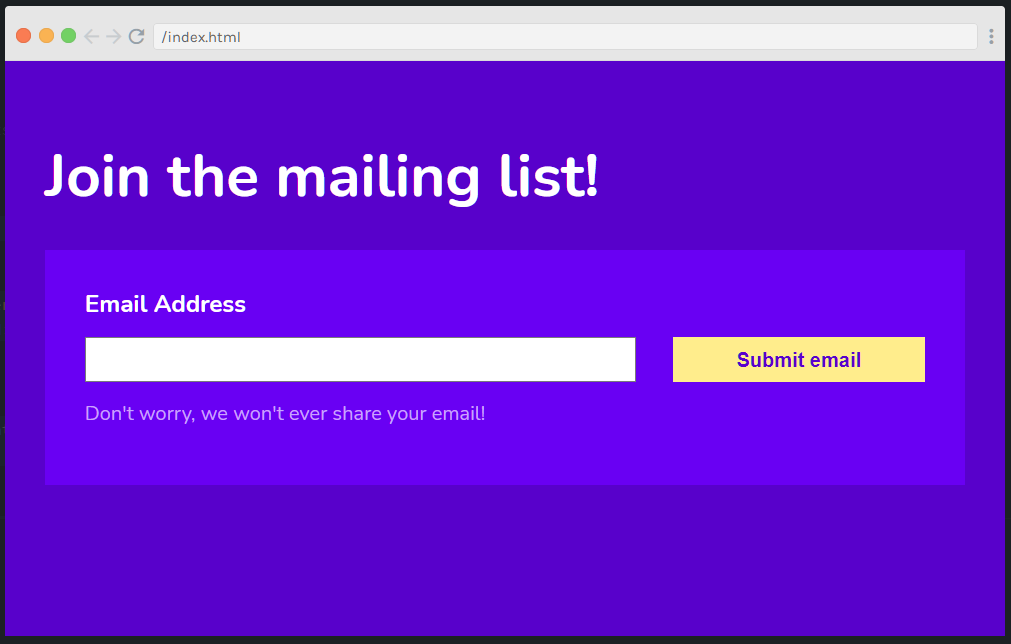 /index.html
Join the mailing list!
Email Address
Submit email
Don't worry, we won't ever share your email!